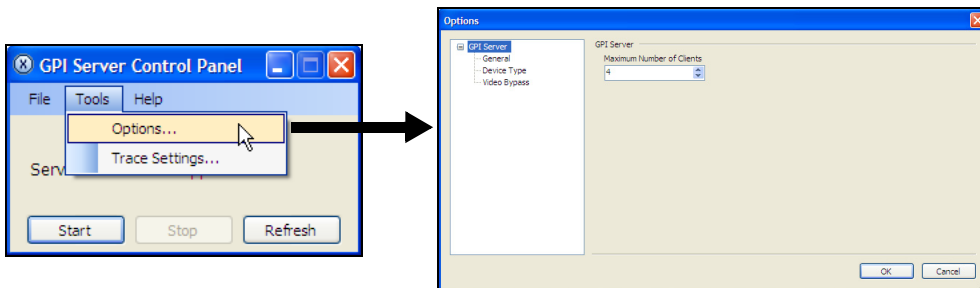 GPI Server Control Panel
File Tools Help
Options...
Trace Settings...
Serv
Start Stop Refresh
Options
GPI Server
General
Device Type
Video Bypass
GPI Server
Maximum Number of Clients
4
OK Cancel